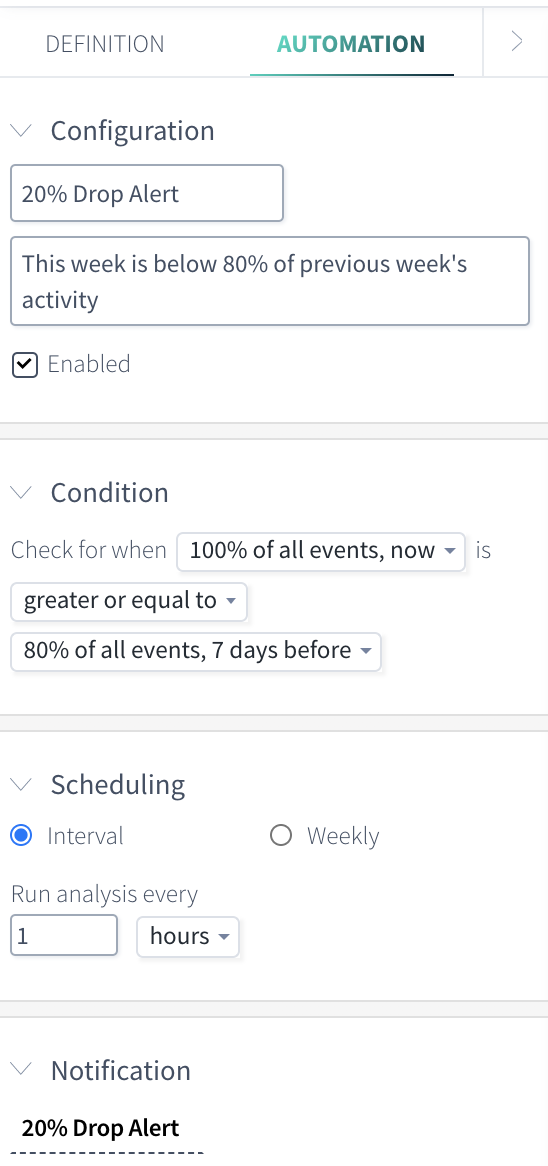 DEFINITION AUTOMATION
Configuration
20% Drop Alert
This week is below 80% of previous week's
activity
Enabled
Condition
Check for when 100% of all events, now is
greater or equal to
80% of all events, 7 days before
Scheduling
Interval Weekly
Run analysis every
1 hours
Notification
20% Drop Alert